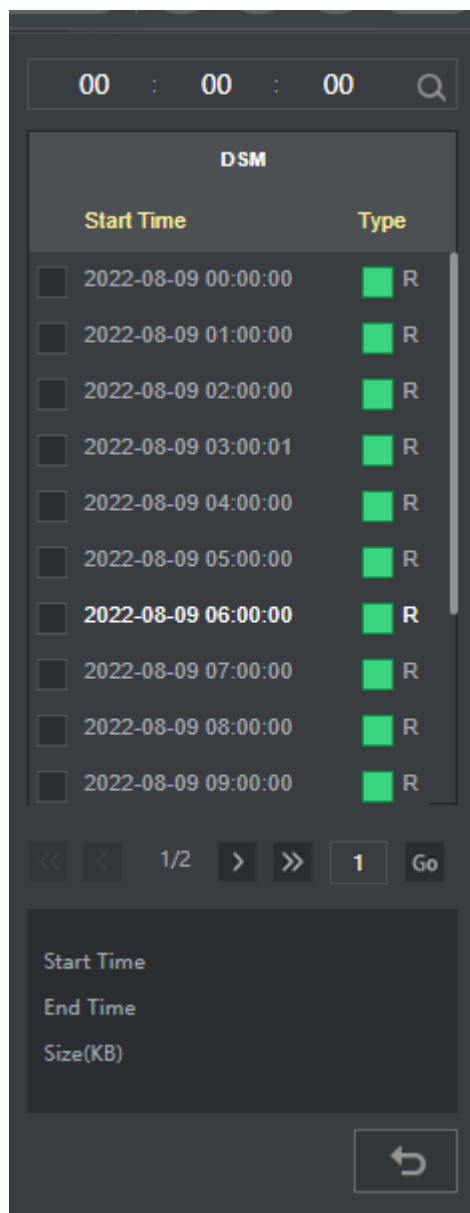 00 : 00 : 00
DSM
Start Time Type
2022-08-09 00:00:00 R
2022-08-09 01:00:00 R
2022-08-09 02:00:00 R
2022-08-09 03:00:01 R
2022-08-09 04:00:00 R
2022-08-09 05:00:00 R
2022-08-09 06:00:00 R
2022-08-09 07:00:00 R
2022-08-09 08:00:00 R
2022-08-09 09:00:00 R
1/2 1 Go
Start Time
End Time
Size(KB)